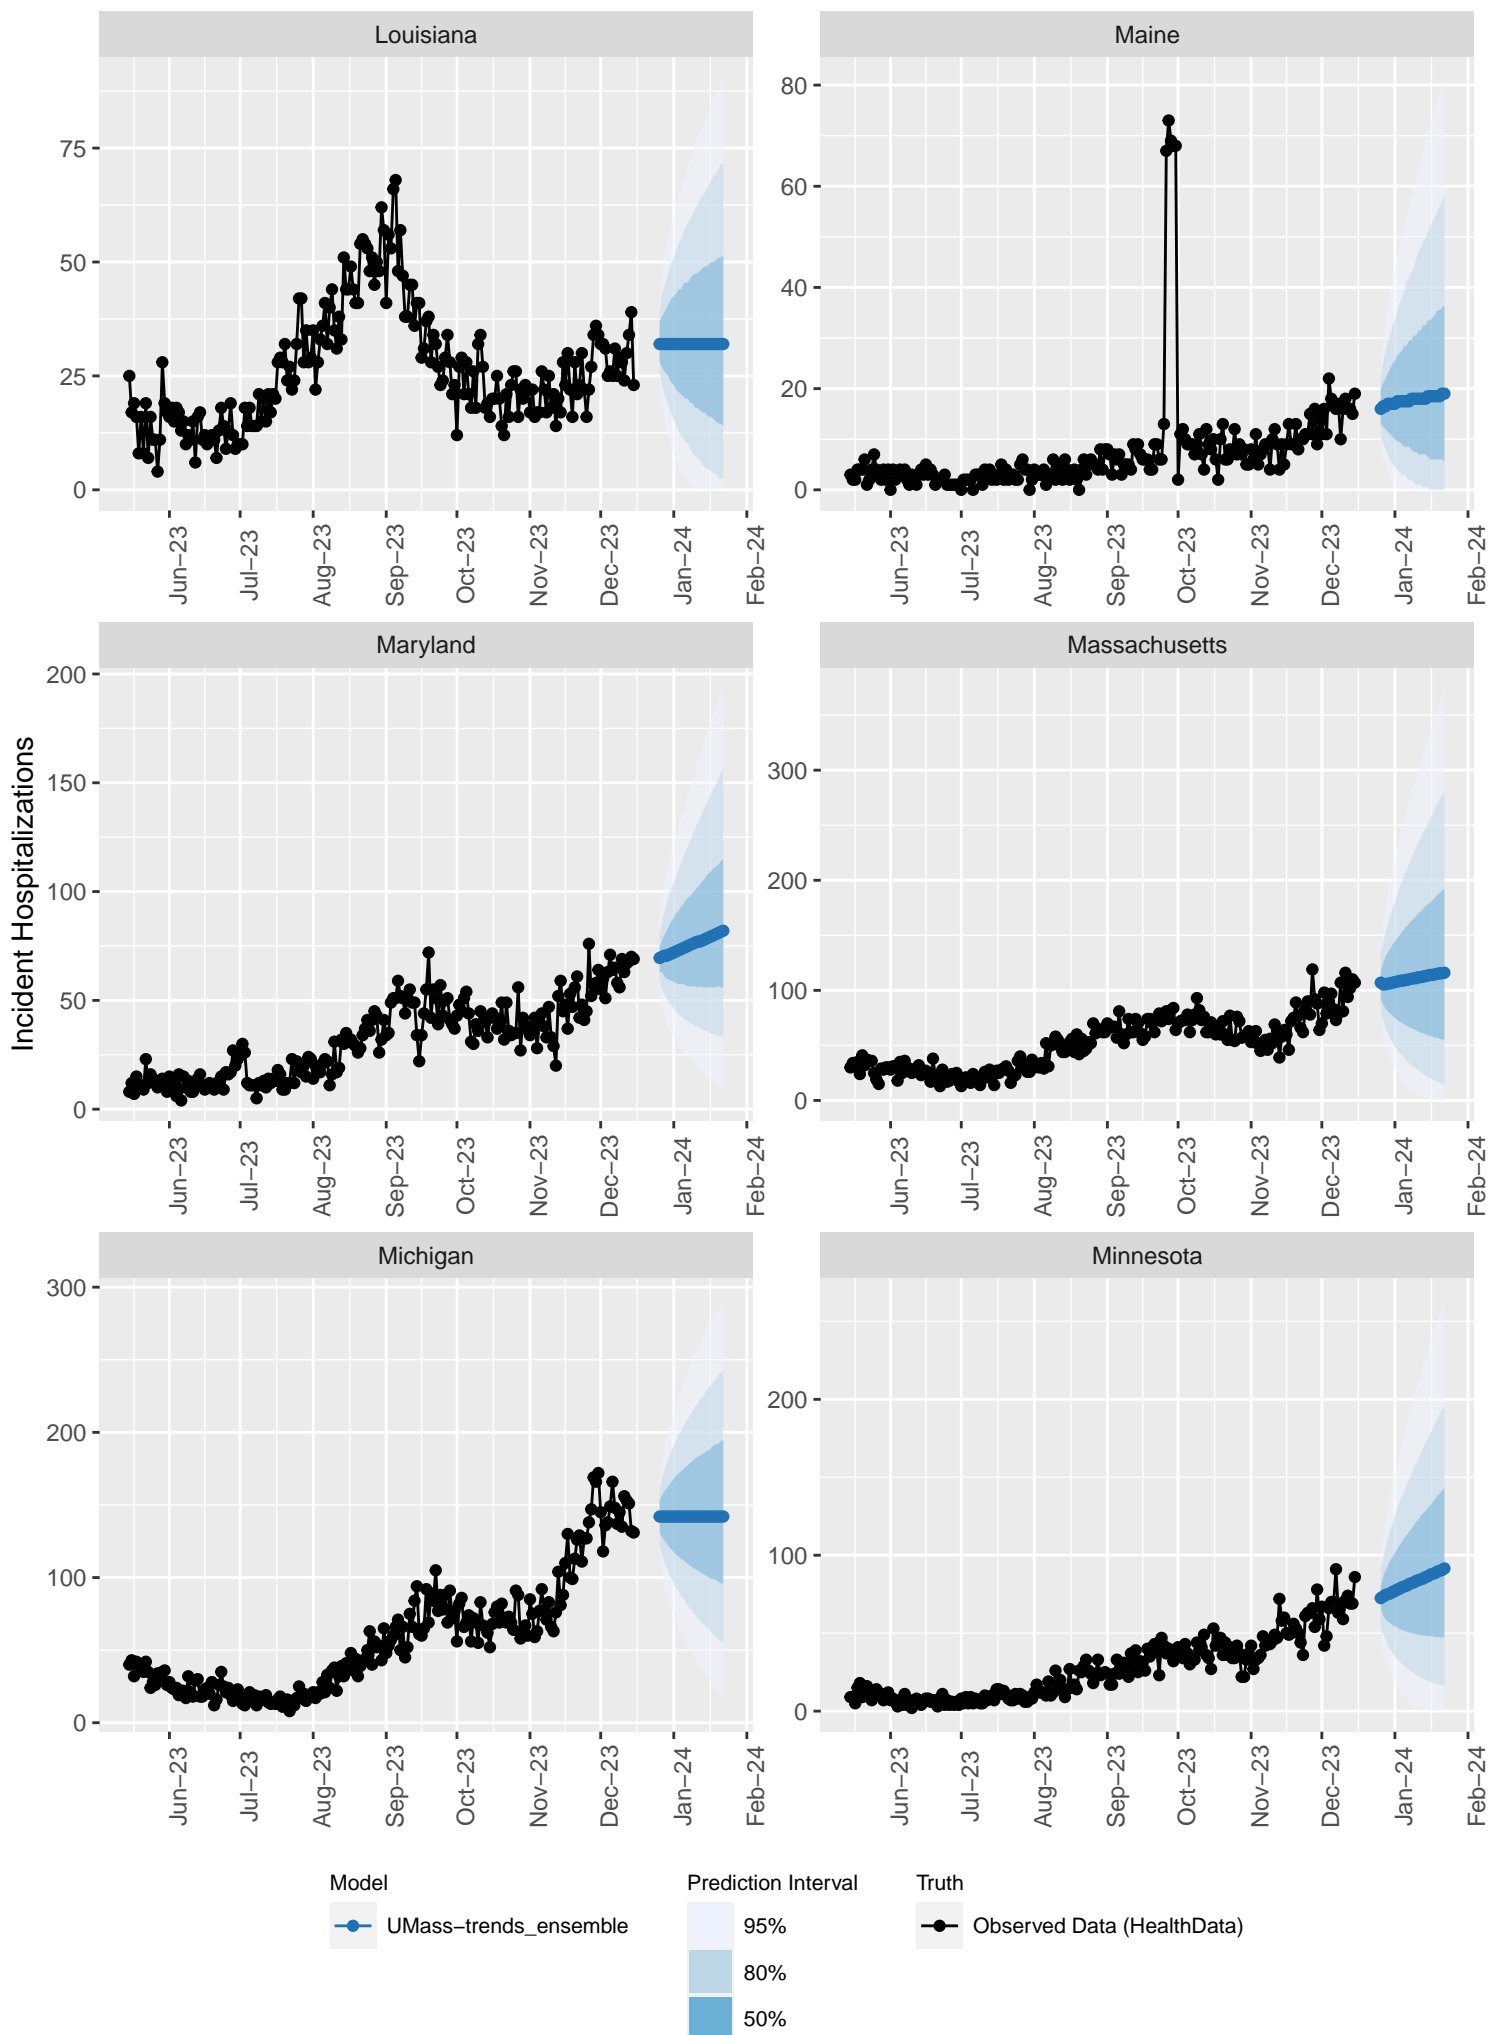 Louisiana
Maine
75
50
25
0
80
60
40
20
0
Jun−23
Jul−23
Aug−23
Sep−23
Oct−23
Nov−23
Dec−23
Jan−24
Feb−24
Jun−23
Jul−23
Aug−23
Sep−23
Oct−23
Nov−23
Dec−23
Jan−24
Feb−24
Incident Hospitalizations
Maryland
Massachusetts
200
150
100
50
0
300
200
100
0
Jun−23
Jul−23
Aug−23
Sep−23
Oct−23
Nov−23
Dec−23
Jan−24
Feb−24
Jun−23
Jul−23
Aug−23
Sep−23
Oct−23
Nov−23
Dec−23
Jan−24
Feb−24
Michigan
Minnesota
300
200
100
0
200
100
0
Jun−23
Jul−23
Aug−23
Sep−23
Oct−23
Nov−23
Dec−23
Jan−24
Feb−24
Jun−23
Jul−23
Aug−23
Sep−23
Oct−23
Nov−23
Dec−23
Jan−24
Feb−24
Model
UMass−trends_ensemble
Prediction Interval
95%
80%
50%
Truth
Observed Data (HealthData)